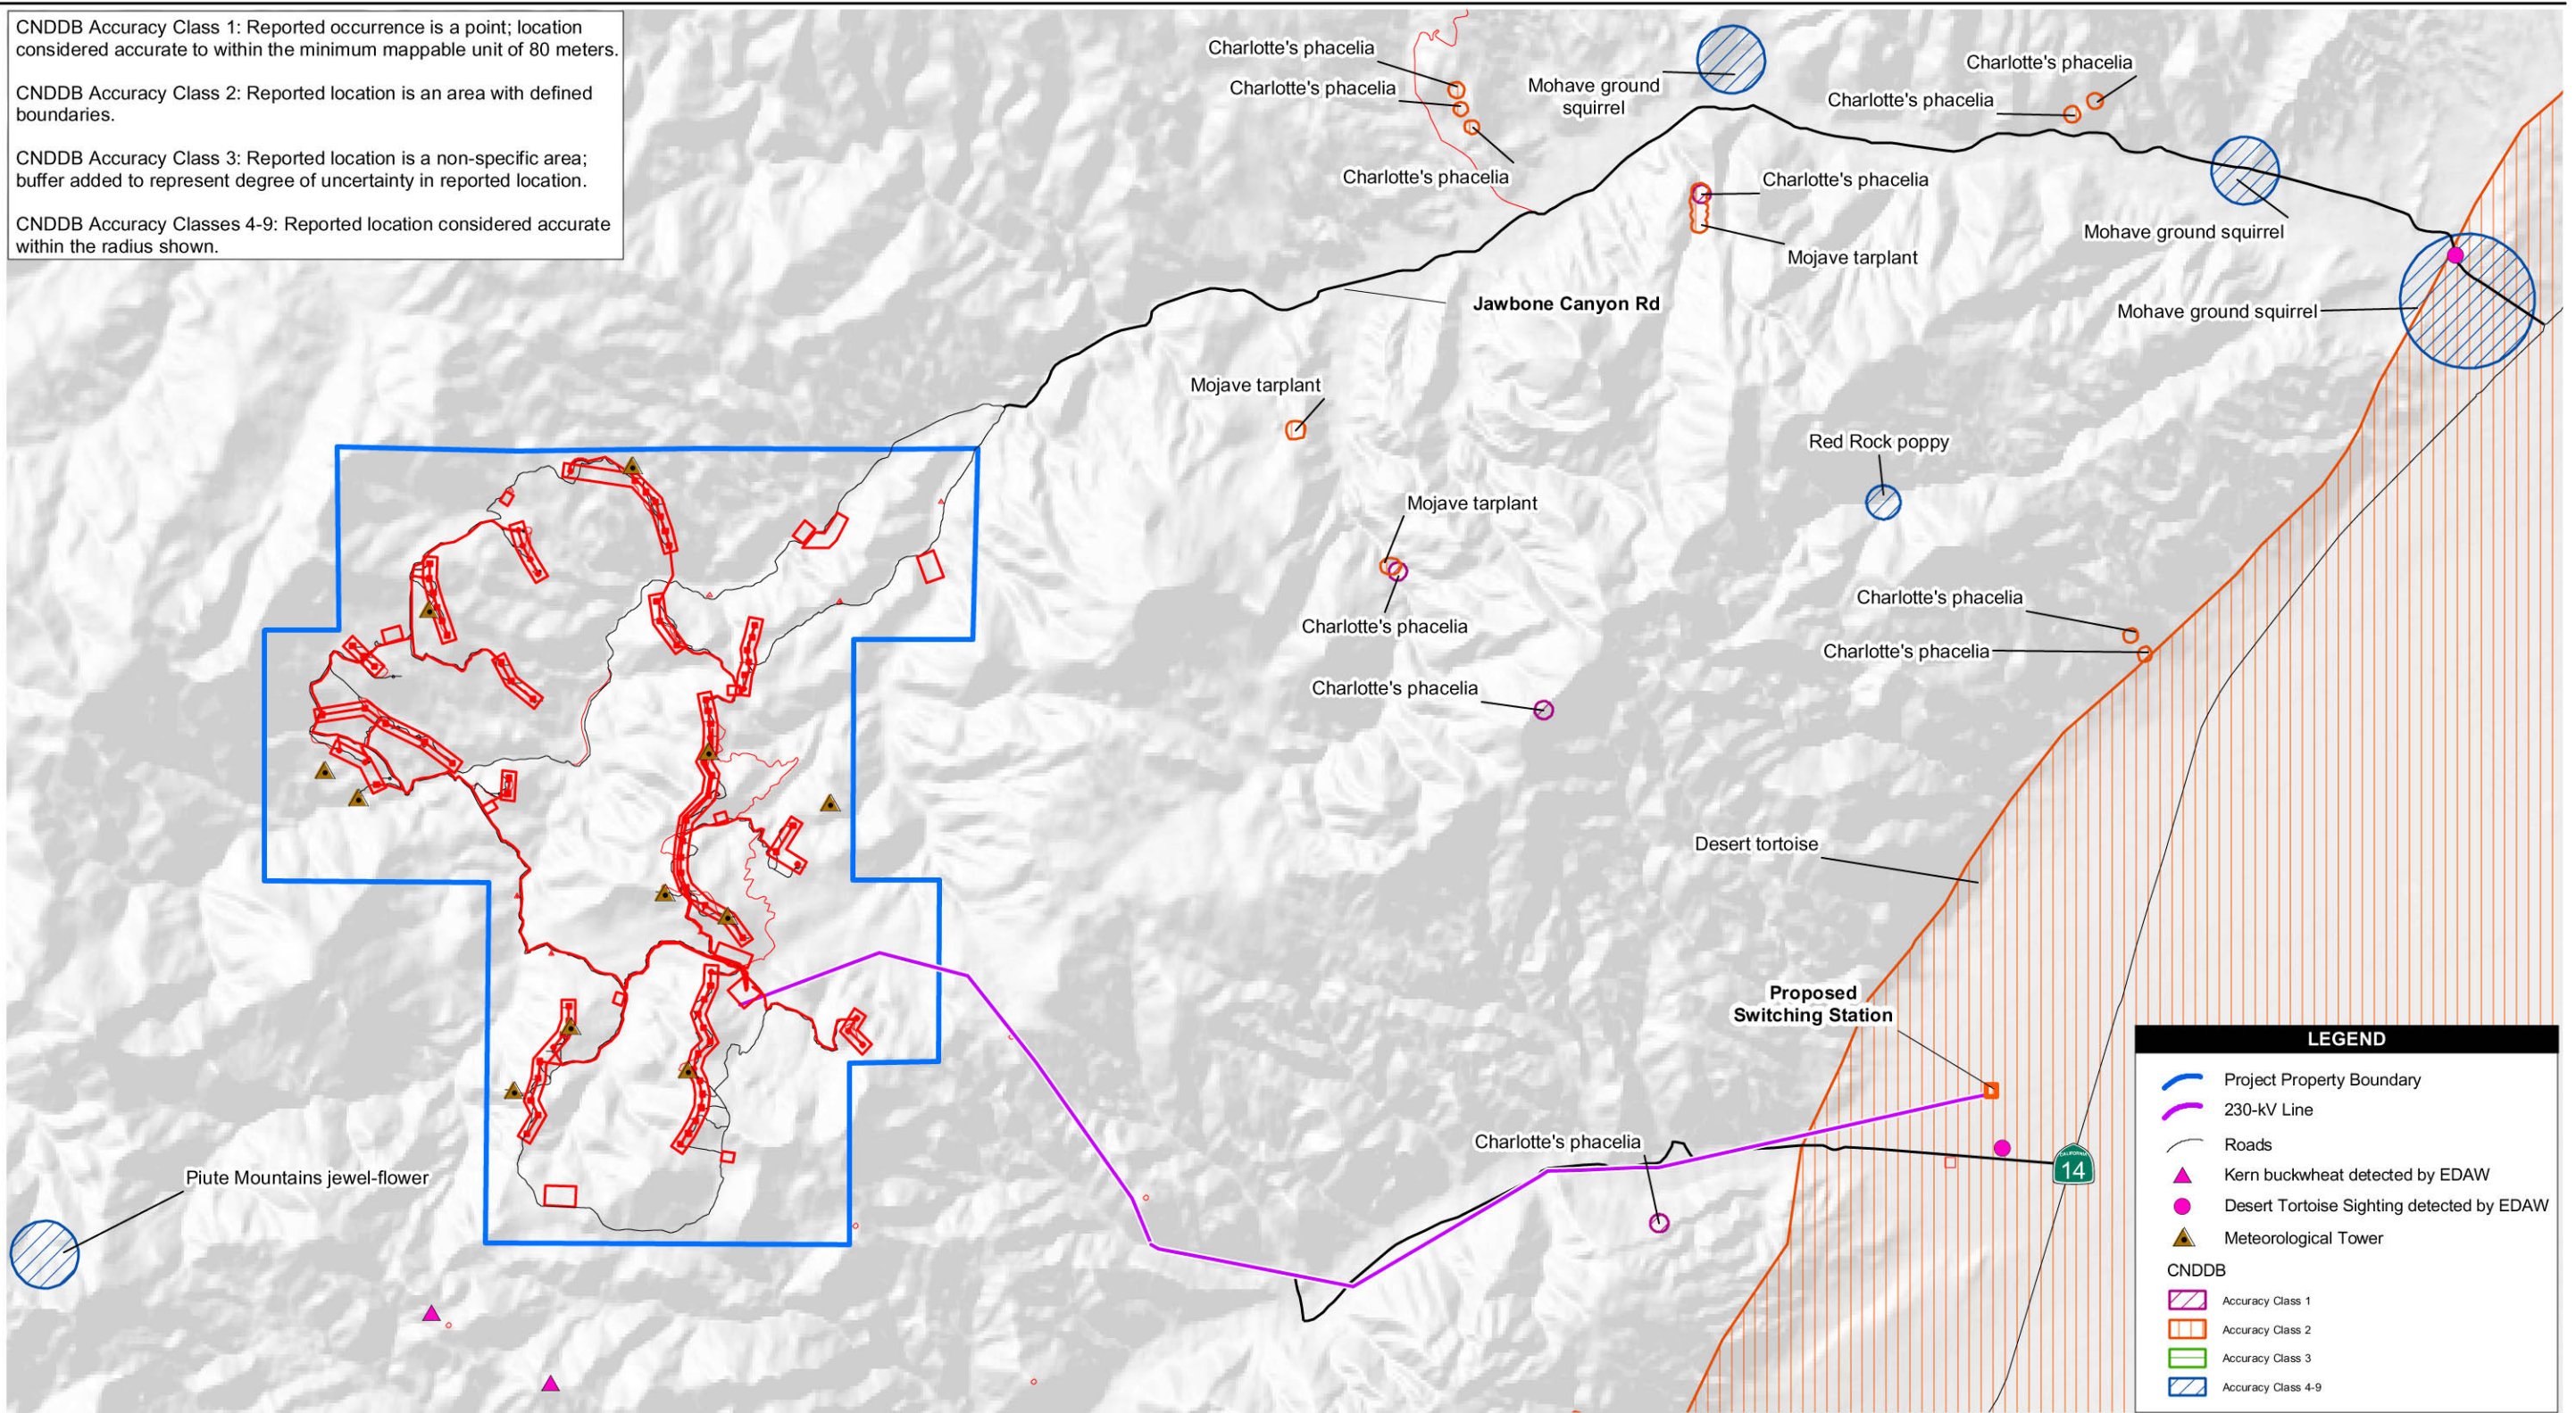 CNDDB Accuracy Class 1: Reported occurrence is a point; location
considered accurate to within the minimum mappable unit of 80 meters.
CNDDB Accuracy Class 2: Reported location is an area with defined
boundaries.
CNDDB Accuracy Class 3: Reported location is a non-specific area;
buffer added to represent degree of uncertainty in reported location.
CNDDB Accuracy Classes 4-9: Reported location considered accurate
within the radius shown.
Charlotte's phacelia
Charlotte's phacelia
Charlotte's phacelia
Mohave ground
squirrel
Charlotte's phacelia
Charlotte's phacelia
Charlotte's phacelia
Mojave tarplant
Mohave ground squirrel
Mohave ground squirrel
Jawbone Canyon Rd
Mojave tarplant
Red Rock poppy
Mojave tarplant
Charlotte's phacelia
Charlotte's phacelia
Charlotte's phacelia
Charlotte's phacelia
Desert tortoise
Proposed
Switching Station
Charlotte's phacelia
CALIFORNIA
14
Piute Mountains jewel-flower
LEGEND
Project Property Boundary
230-kV Line
Roads
Kern buckwheat detected by EDAW
Desert Tortoise Sighting detected by EDAW
Meteorological Tower
CNDDB
Accuracy Class 1
Accuracy Class 2
Accuracy Class 3
Accuracy Class 4-9